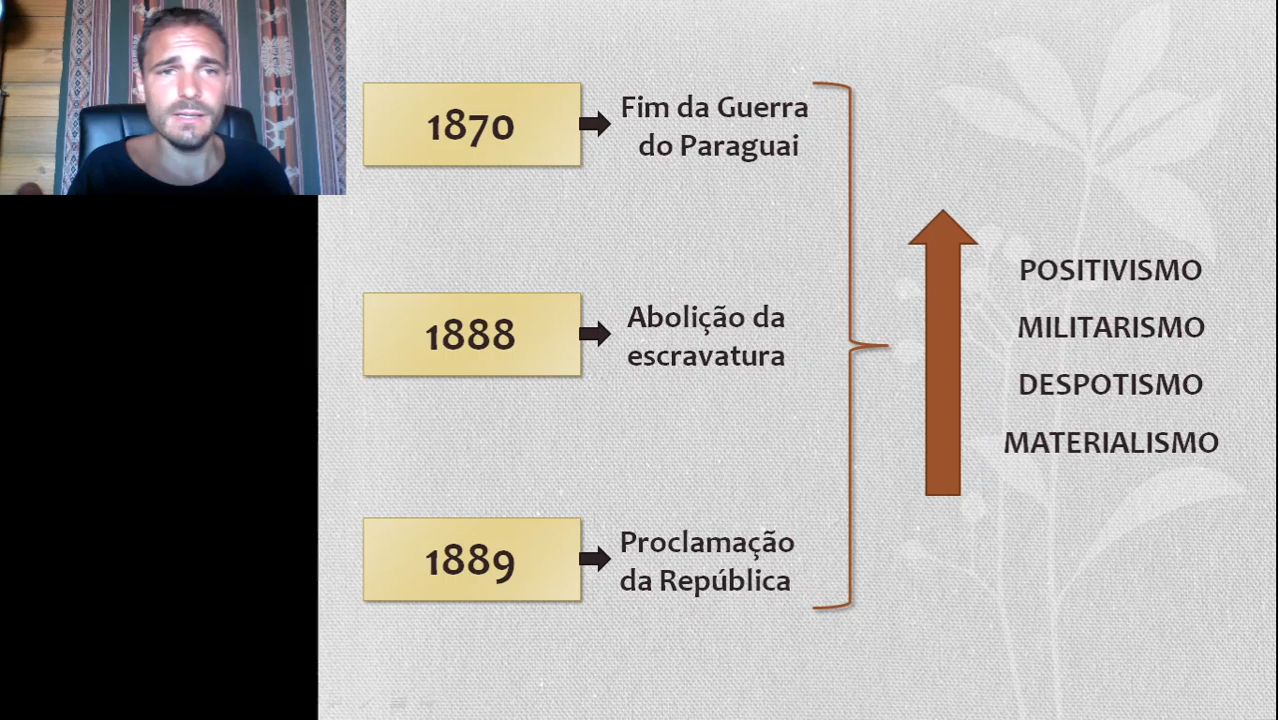 1870
Fim da Guerra
do Paraguai
1888
Abolição da
escravatura
1889
Proclamação
da República
POSITIVISMO
MILITARISMO
DESPOTISMO
MATERIALISMO